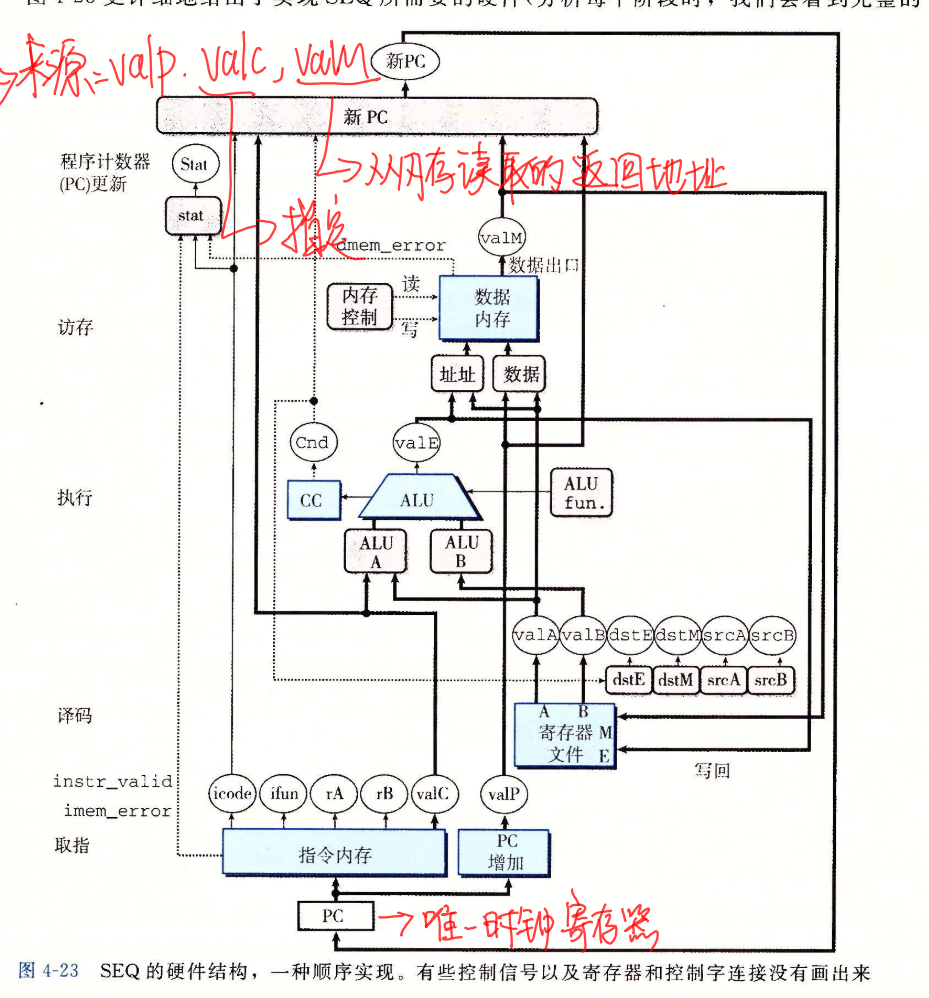 图 4-23 更详细地给出了实现 SEQ 所需要的硬件(分析每个阶段时，我们会看到完整的
来源=valP. valC, valM
新PC
新 PC
程序计数器
(PC)更新
Stat
stat
从内存读取的返回地址
指定
dmem_error
valM
数据出口
访存
内存
控制
读
写
数据
内存
址址
数据
Cnd
valE
执行
CC
ALU
ALU
fun.
ALU
A
ALU
B
valA
valB
dstE
dstM
srcA
srcB
dstE
dstM
srcA
srcB
译码
A
B
寄存器
文件
M
E
写回
instr_valid
imem_error
取指
icode
ifun
rA
rB
valC
valP
指令内存
PC
增加
PC
唯一时钟寄存器
图 4-23 SEQ 的硬件结构，一种顺序实现。有些控制信号以及寄存器和控制字连接没有画出来